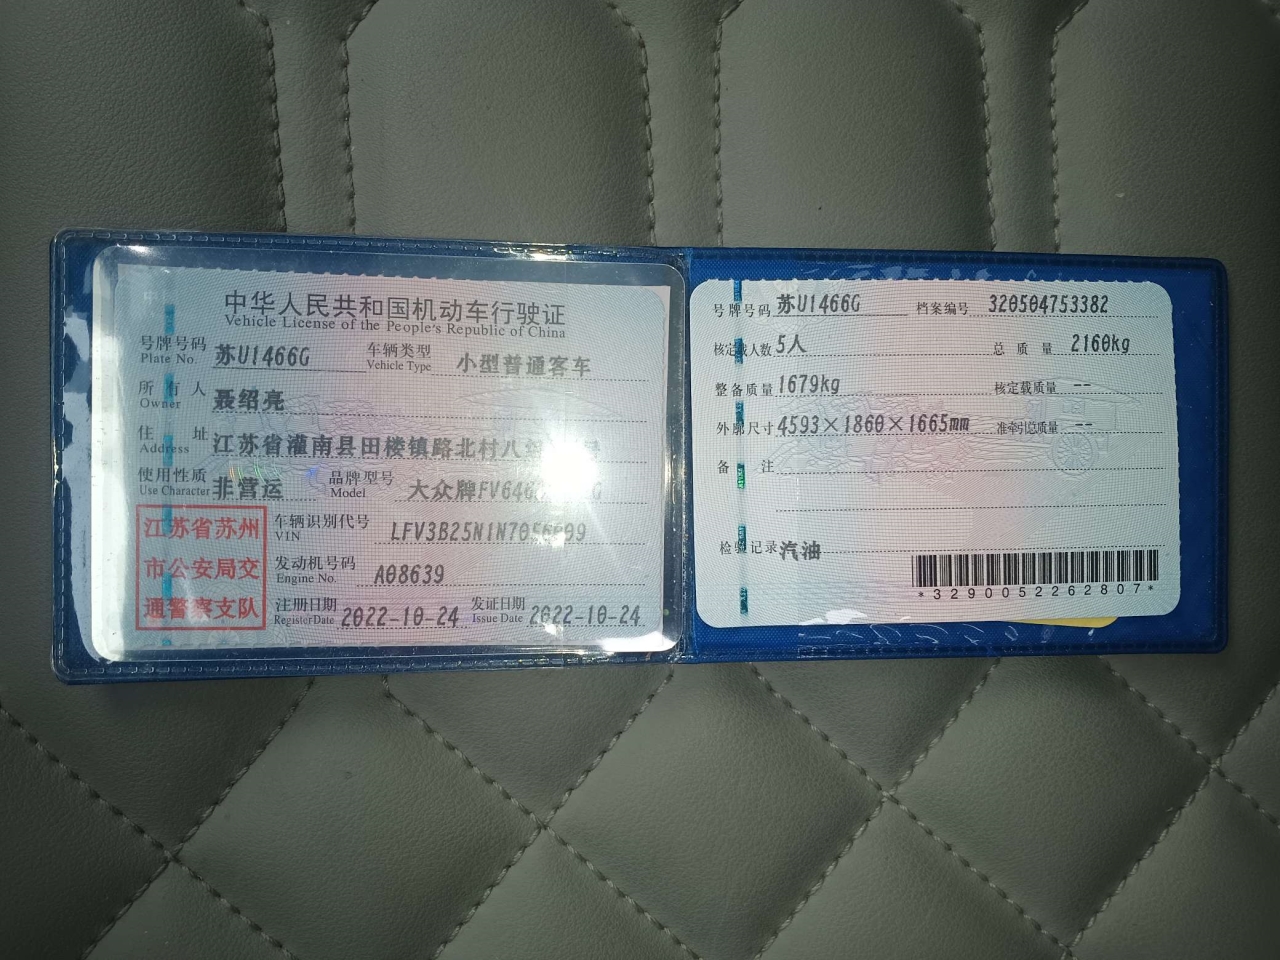 中华人民共和国机动车行驶证
Vehicle License of the People's Republic of China
号牌号码 苏U1466G 车辆类型 小型普通客车
Plate No. Vehicle Type
所有人 聂绍亮
Owner
住址 江苏省灌南县田楼镇路北村八
Address
使用性质 非营运 品牌型号 大众牌FV646
Use Character Model
江苏省苏州
市公安局交
通警察支队
车辆识别代号 LFV3B25N1N7056
VIN
发动机号码 A08639
Engine No.
注册日期 2022-10-24 发证日期 2022-10-24
Register Date Issue Date
号牌号码 苏U1466G 档案编号 320504753382
核定载人数 5人 总质量 2160kg
整备质量 1679kg 核定载质量 --
外廓尺寸 4593×1860×1665mm 准牵引总质量 --
备注
检验记录 汽油
*3290052262807*